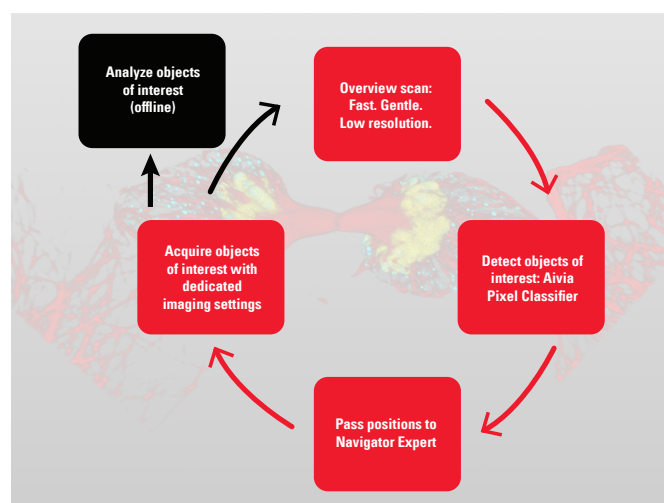 Analyze objects
of interest
(offline)
Overview scan:
Fast. Gentle.
Low resolution.
Acquire objects
of interest with
dedicated
imaging settings
Detect objects of
interest: Aivia
Pixel Classifier
Pass positions to
Navigator Expert